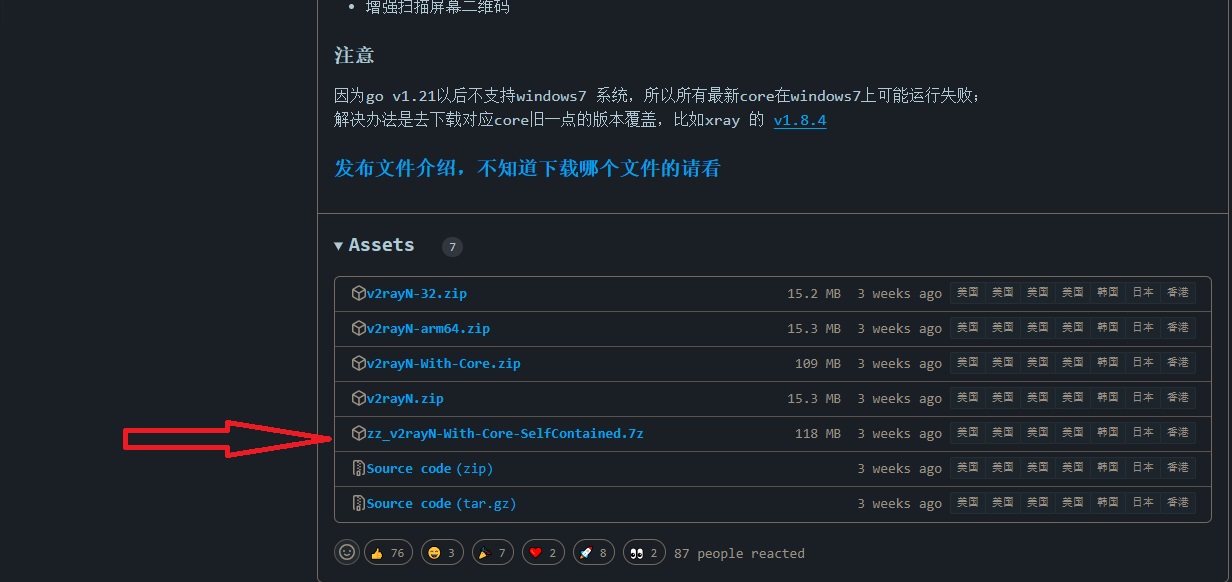 增强扫描屏幕二维码
注意
因为go v1.21以后不支持windows7 系统，所以所有最新core在windows7上可能运行失败；
解决办法是去下载对应core旧一点的版本覆盖，比如xray 的 v1.8.4
发布文件介绍，不知道下载哪个文件的请看
Assets 7
v2rayN-32.zip 15.2 MB 3 weeks ago 美国 美国 美国 美国 韩国 日本 香港
v2rayN-arm64.zip 15.3 MB 3 weeks ago 美国 美国 美国 美国 韩国 日本 香港
v2rayN-With-Core.zip 109 MB 3 weeks ago 美国 美国 美国 美国 韩国 日本 香港
v2rayN.zip 15.3 MB 3 weeks ago 美国 美国 美国 美国 韩国 日本 香港
zz_v2rayN-With-Core-SelfContained.7z 118 MB 3 weeks ago 美国 美国 美国 美国 韩国 日本 香港
Source code (zip) 3 weeks ago 美国 美国 美国 美国 韩国 日本 香港
Source code (tar.gz) 3 weeks ago 美国 美国 美国 美国 韩国 日本 香港
76 3 7 2 8 2 87 people reacted